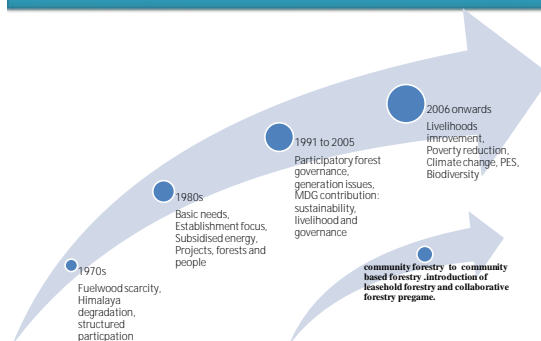 1970s
Fuelwood scarcity,
Himalaya
degradation,
structured
particpation
1980s
Basic needs,
Establishment focus,
Subsidised energy,
Projects, forests and
people
1991 to 2005
Participatory forest
governance,
generation issues,
MDG contribution:
sustainability,
livelihood and
governance
2006 onwards
Livelihoods
imrovement,
Poverty reduction,
Climate change, PES,
Biodiversity
community forestry to community
based forestry .introduction of
leasehold forestry and collaborative
forestry pregame.